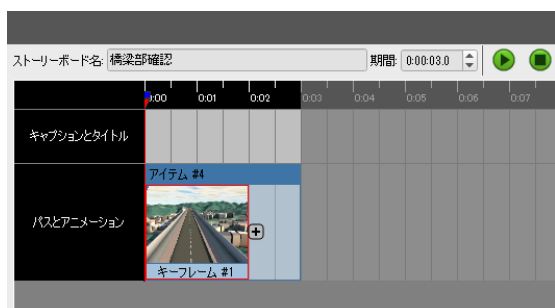 ストーリーボード名: 橋梁部確認 期間: 0:00:03.0
0:00 0:01 0:02 0:03 0:04 0:05 0:06 0:07
キャプションとタイトル
アイテム #4
パスとアニメーション
キーフレーム #1